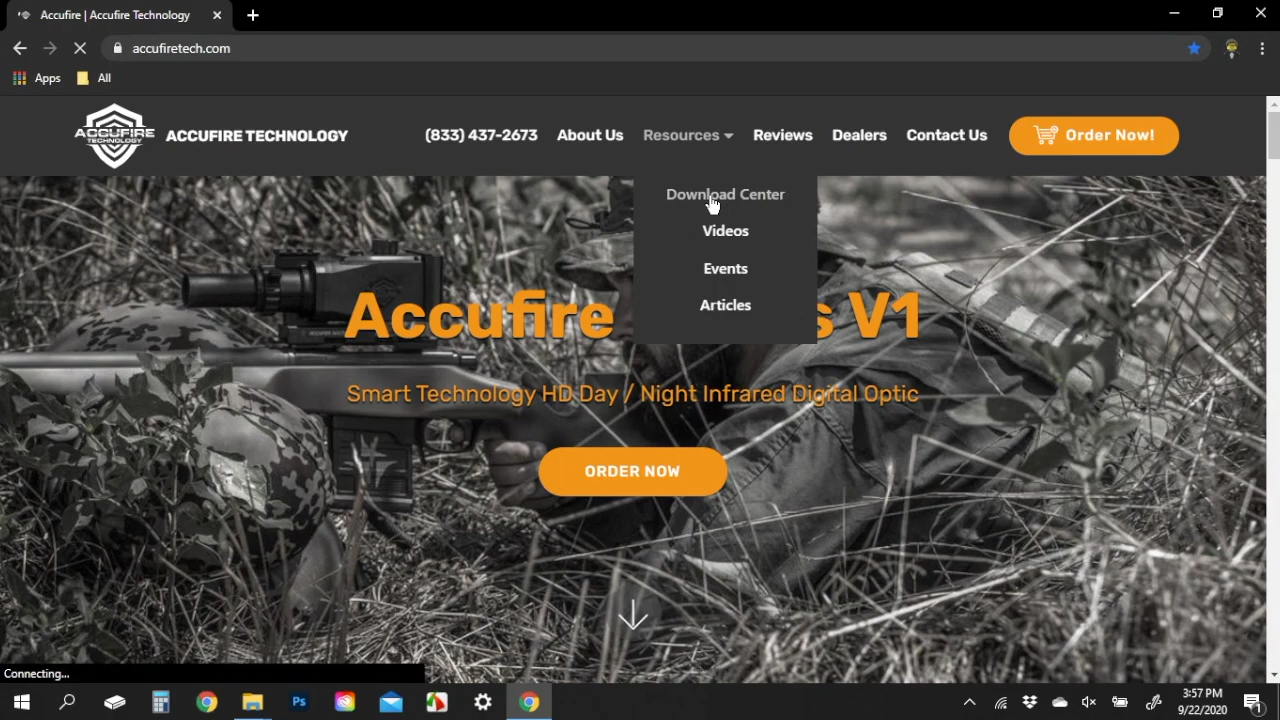 Accufire | Accufire Technology
accufiretech.com
Apps
All
ACCUFIRE
TECHNOLOGY
ACCUFIRE TECHNOLOGY
(833) 437-2673
About Us
Resources
Reviews
Dealers
Contact Us
Order Now!
Download Center
Videos
Events
Articles
Accufire s V1
Smart Technology HD Day / Night Infrared Digital Optic
ORDER NOW
Connecting...
Ps
3:57 PM
9/22/2020
1